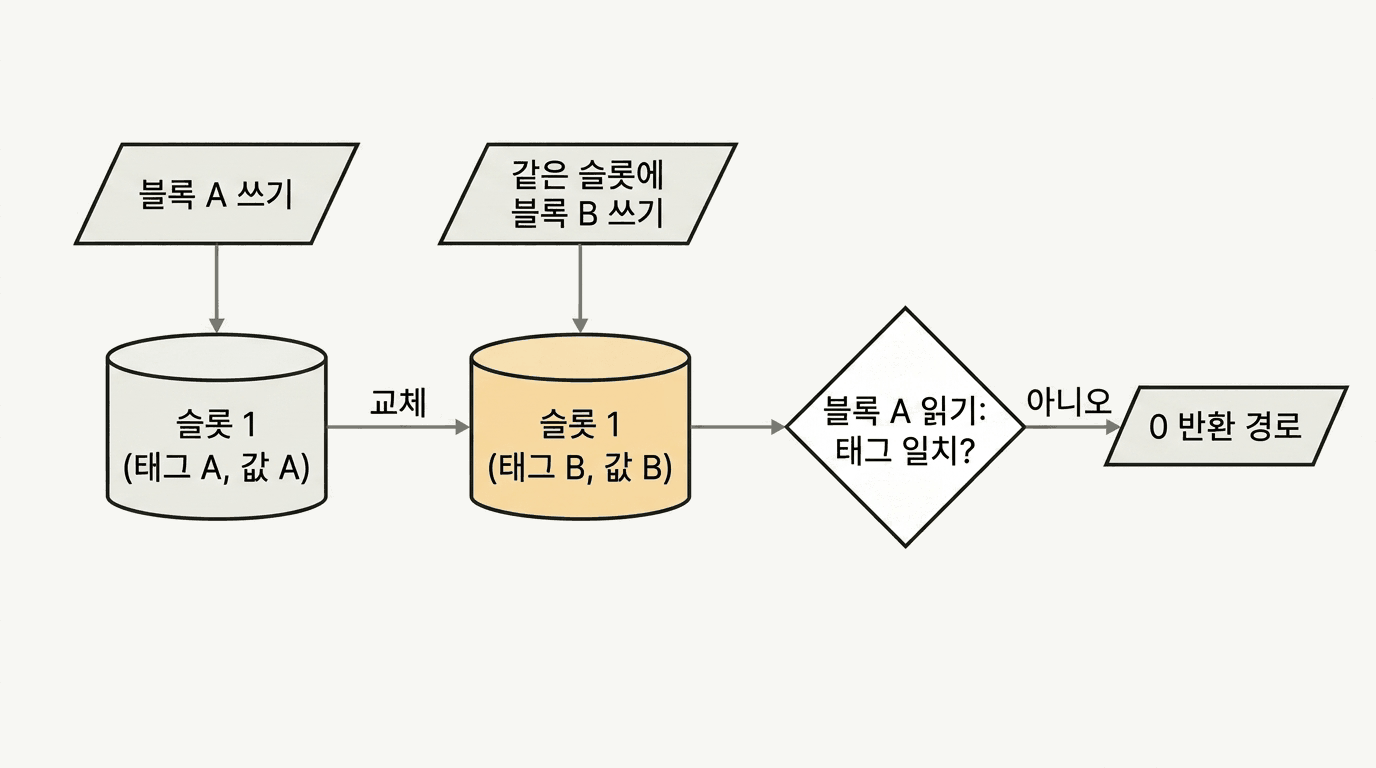 블록 A 쓰기
같은 슬롯에
블록 B 쓰기
슬롯 1
(태그 A, 값 A)
교체
슬롯 1
(태그 B, 값 B)
블록 A 읽기:
태그 일치?
아니오
0 반환 경로